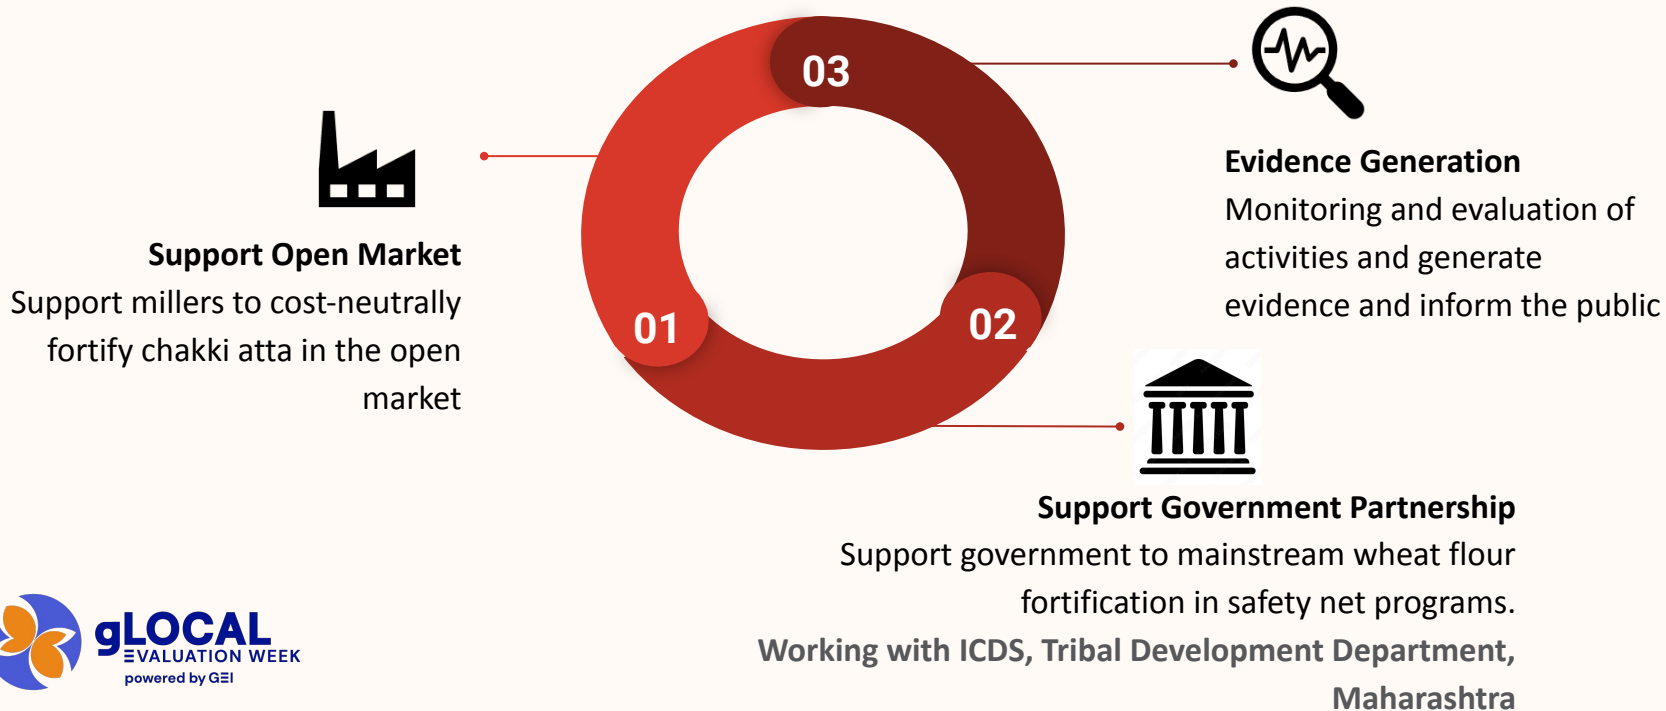 03
01
02
Support Open Market
Support millers to cost-neutrally
fortify chakki atta in the open
market
Evidence Generation
Monitoring and evaluation of
activities and generate
evidence and inform the public
Support Government Partnership
Support government to mainstream wheat flour
fortification in safety net programs.
Working with ICDS, Tribal Development Department,
Maharashtra
gLOCAL
EVALUATION WEEK
powered by GEI